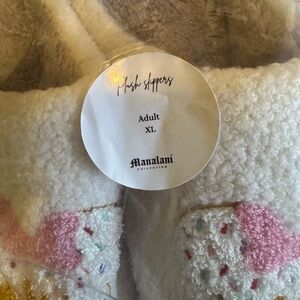 Plush slippers
Adult
XL
Manalani
COLLECTION